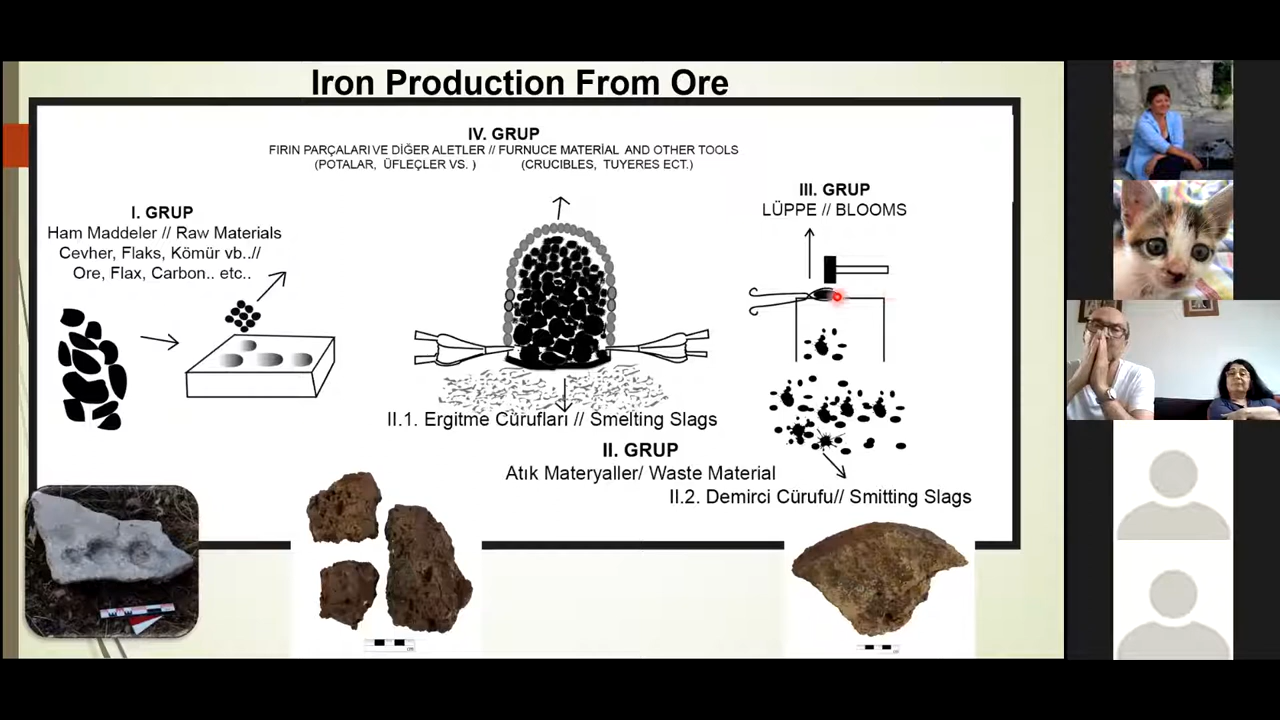 Iron Production From Ore
IV. GRUP
FIRIN PARÇALARI VE DİĞER ALETLER // FURNUCE MATERIAL AND OTHER TOOLS
(POTALAR, ÜFLEÇLER VS. ) (CRUCIBLES, TUYERES ECT.)
I. GRUP
Ham Maddeler // Raw Materials
Cevher, Flaks, Kömür vb..//
Ore, Flax, Carbon.. etc..
III. GRUP
LÜPPE // BLOOMS
II.1. Ergitme Cürufları // Smelting Slags
II. GRUP
Atık Materyaller/ Waste Material
II.2. Demirci Cürufu// Smitting Slags